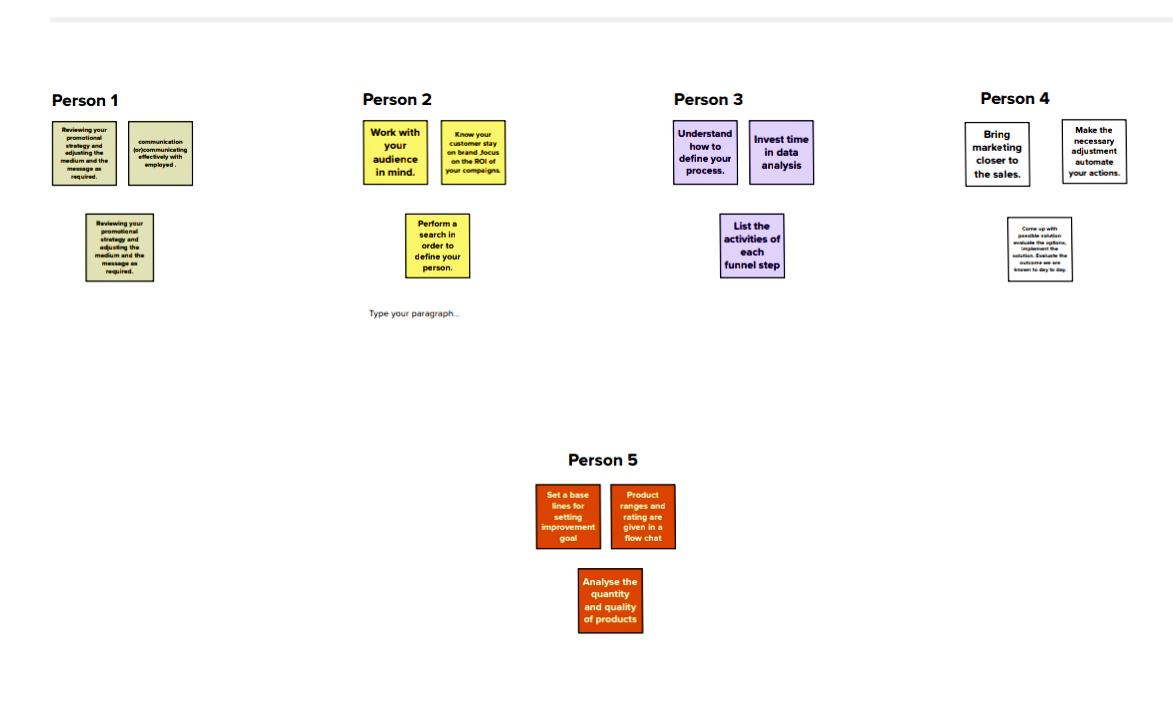 Person 1
Reviewing your
promotional
strategy and
adjusting the
medium and the
message as
required.
communication
(or)communicating
effectively with
employed .
Reviewing your
promotional
strategy and
adjusting the
medium and the
message as
required.
Person 2
Work with
your
audience
in mind.
Know your
customer stay
on brand ,focus
on the ROI of
your compaigns.
Perform a
search in
order to
define your
person.
Type your paragraph...
Person 3
Understand
how to
define your
process.
Invest time
in data
analysis
List the
activities of
each
funnel step
Person 4
Bring
marketing
closer to
the sales.
Make the
necessary
adjustment
automate
your actions.
Come up with
possible solution
evaluate the options,
implement the
solution. Evaluate the
outcome we are
known to day to day.
Person 5
Set a base
lines for
setting
improvement
goal
Product
ranges and
rating are
given in a
flow chat
Analyse the
quantity
and quality
of products